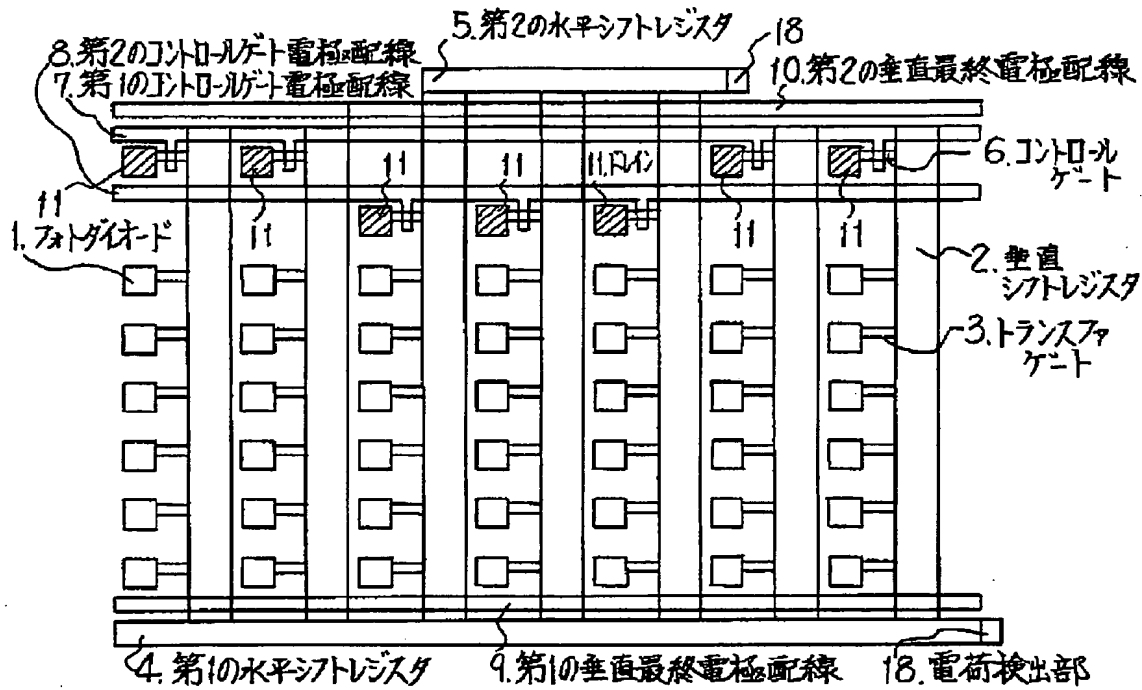 5.第2の水平シフトレジスタ
18
8.第2のコントロールゲート電極配線
7.第1のコントロールゲート電極配線
10.第2の垂直最終電極配線
6.コントロール
ゲート
11
11
11.ドレイン
11
11
11
11
1.フォトダイオード
2.垂直
シフトレジスタ
3.トランスファ
ゲート
4.第1の水平シフトレジスタ
9.第1の垂直最終電極配線
18.電荷検出部